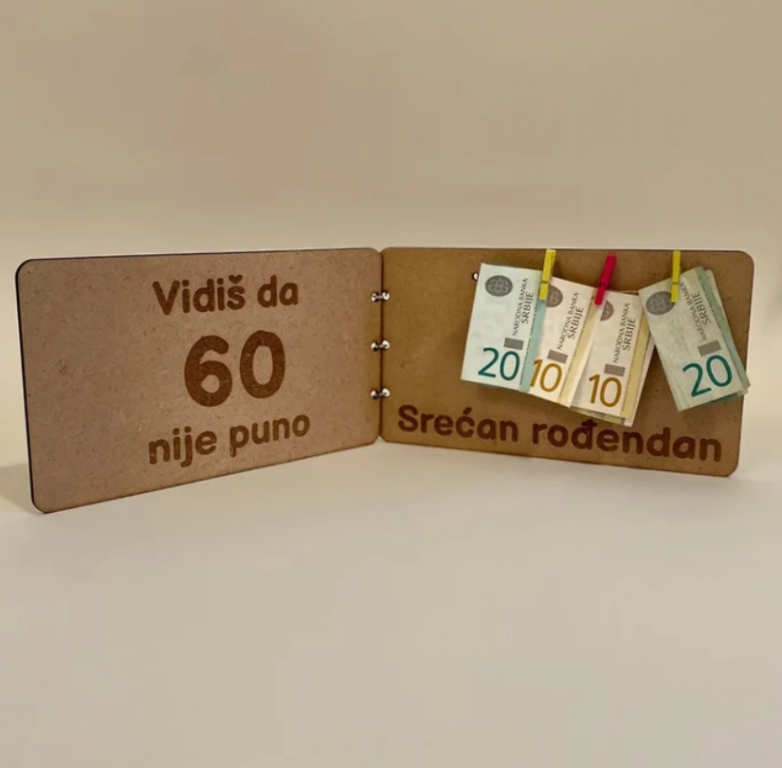 Vidiš da
60
nije puno
NARODNA BANKA
SRBIJE
20
NARODNA BANKA
SRBIJE
10
NARODNA BANKA
SRBIJE
10
NARODNA BANKA
SRBIJE
20
Srećan rođendan